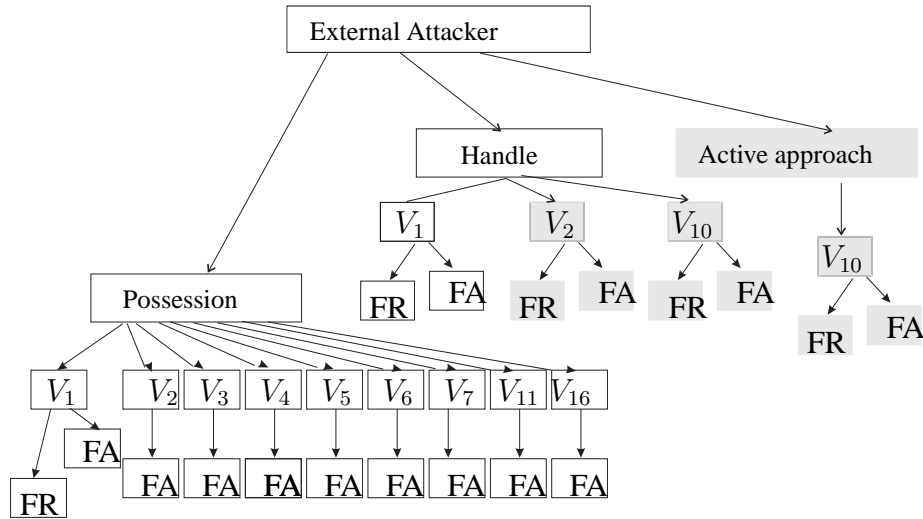 External Attacker
Handle
Active approach
V₁
V₂
V₁₀
V₁₀
FR
FA
FR
FA
FR
FA
FR
FA
Possession
V₁
V₂
V₃
V₄
V₅
V₆
V₇
V₁₁
V₁₆
FA
FR
FA
FA
FA
FA
FA
FA
FA
FA